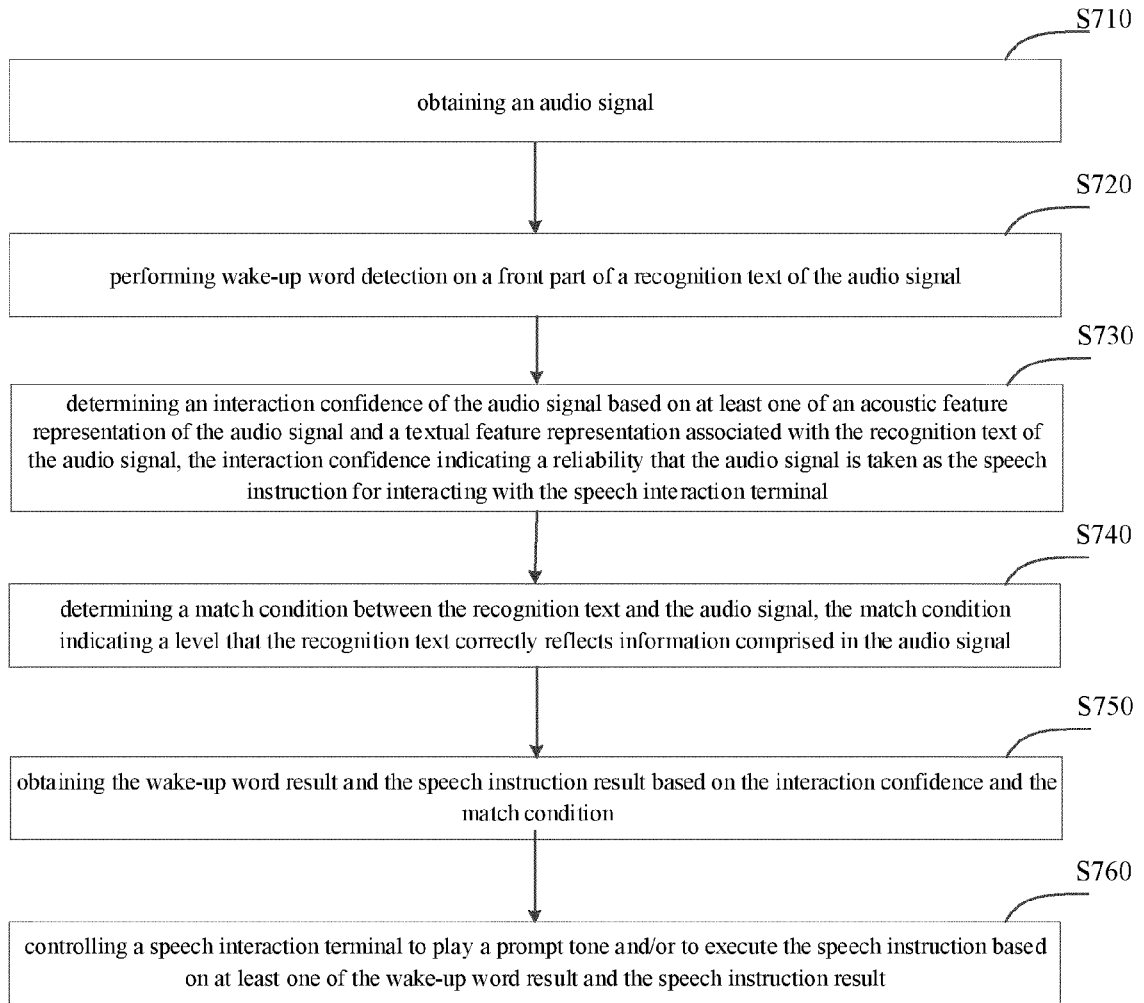 S710
obtaining an audio signal
S720
performing wake-up word detection on a front part of a recognition text of the audio signal
S730
determining an interaction confidence of the audio signal based on at least one of an acoustic feature
representation of the audio signal and a textual feature representation associated with the recognition text of
the audio signal, the interaction confidence indicating a reliability that the audio signal is taken as the speech
instruction for interacting with the speech interaction terminal
S740
determining a match condition between the recognition text and the audio signal, the match condition
indicating a level that the recognition text correctly reflects information comprised in the audio signal
S750
obtaining the wake-up word result and the speech instruction result based on the interaction confidence and the
match condition
S760
controlling a speech interaction terminal to play a prompt tone and/or to execute the speech instruction based
on at least one of the wake-up word result and the speech instruction result